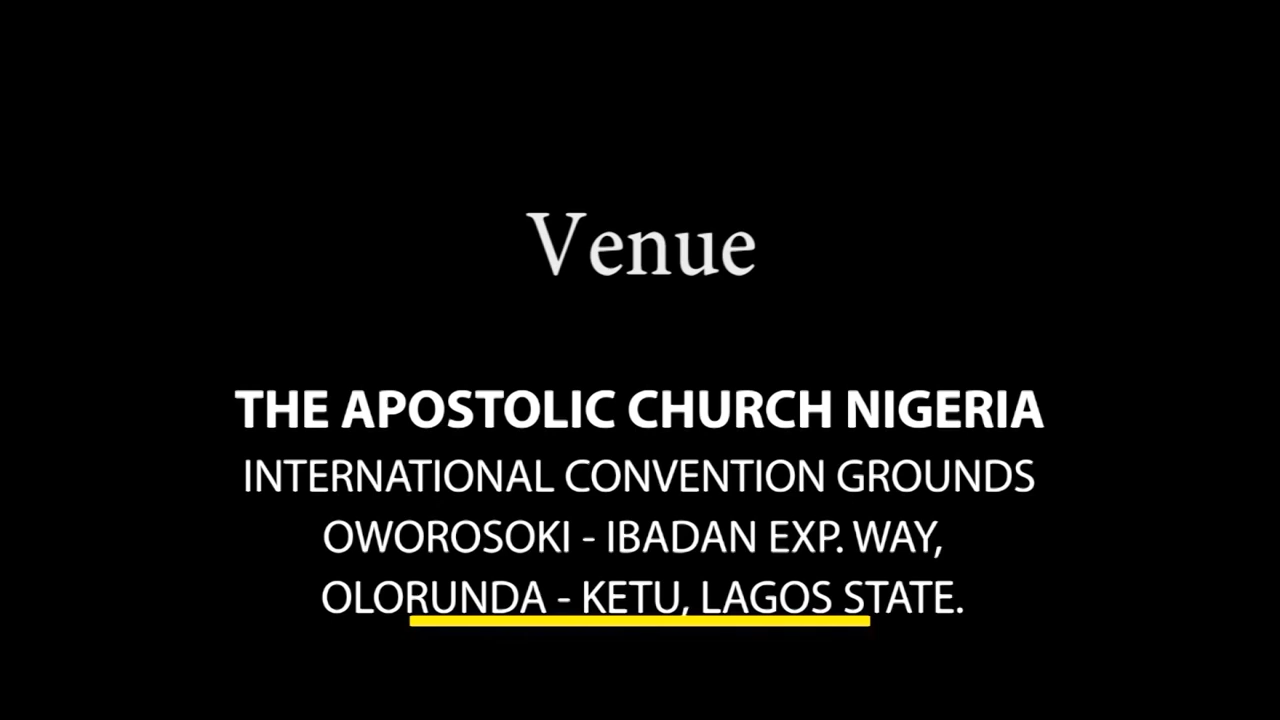 Venue
THE APOSTOLIC CHURCH NIGERIA
INTERNATIONAL CONVENTION GROUNDS
OWOROSOKI - IBADAN EXP. WAY,
OLORUNDA - KETU, LAGOS STATE.